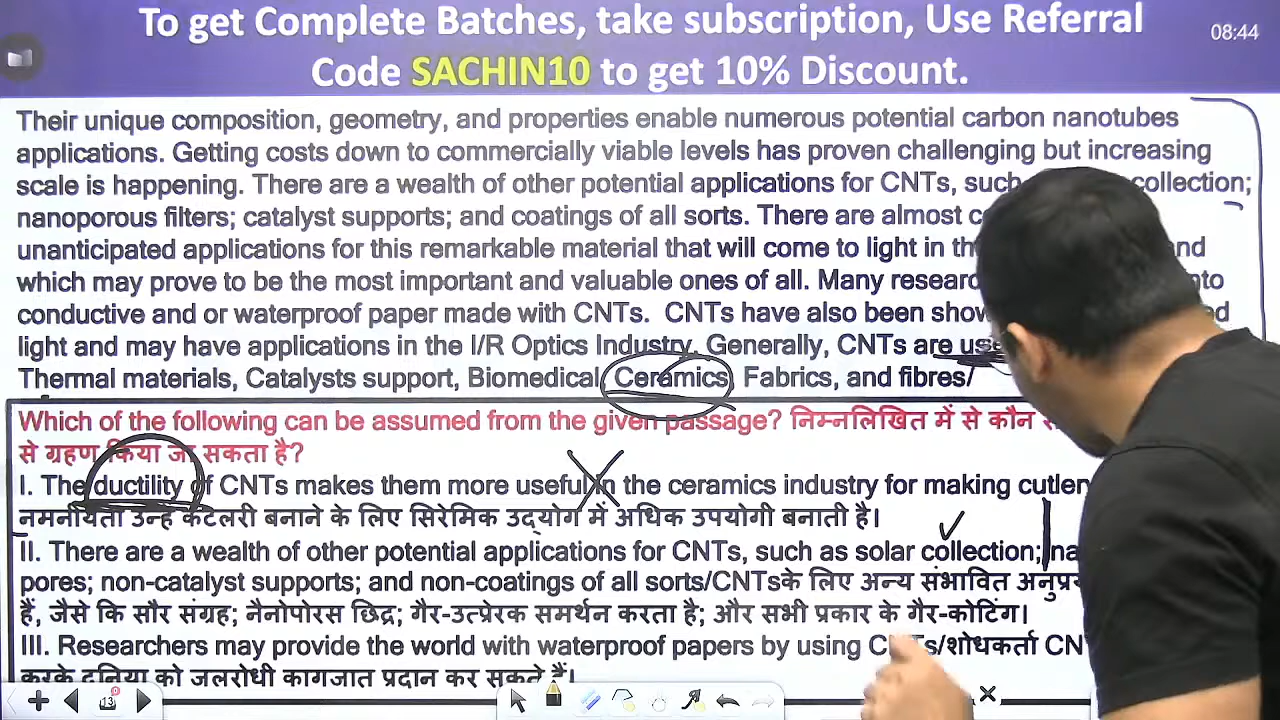 To get Complete Batches, take subscription, Use Referral
Code SACHIN10 to get 10% Discount.
08:44
Their unique composition, geometry, and properties enable numerous potential carbon nanotubes
applications. Getting costs down to commercially viable levels has proven challenging but increasing
scale is happening. There are a wealth of other potential applications for CNTs, such collection;
nanoporous filters; catalyst supports; and coatings of all sorts. There are almost
unanticipated applications for this remarkable material that will come to light in and
which may prove to be the most important and valuable ones of all. Many
conductive and or waterproof paper made with CNTs. CNTs have also been
light and may have applications in the I/R Optics Industry. Generally, CNTs are
Thermal materials, Catalysts support, Biomedical Ceramics, Fabrics, and fibres/
Which of the following can be assumed from the given passage? निम्नलिखित में से कौन
से ग्रहण किया जा सकता है?
I. The ductility of CNTs makes them more useful in the ceramics industry for making
नमनीयता उन्हें कटलरी बनाने के लिए सिरेमिक उद्योग में अधिक उपयोगी बनाती है।
II. There are a wealth of other potential applications for CNTs, such as solar collection;
pores; non-catalyst supports; and non-coatings of all sorts/CNTsके लिए अन्य संभावित
हैं, जैसे कि सौर संग्रह; नैनोपोरस छिद्र; गैर-उत्प्रेरक समर्थन करता है; और सभी प्रकार के गैर-कोटिंग।
III. Researchers may provide the world with waterproof papers by using /शोधकर्ता
करके दुनिया को जलरोधी कागजात प्रदान कर सकते हैं।
13